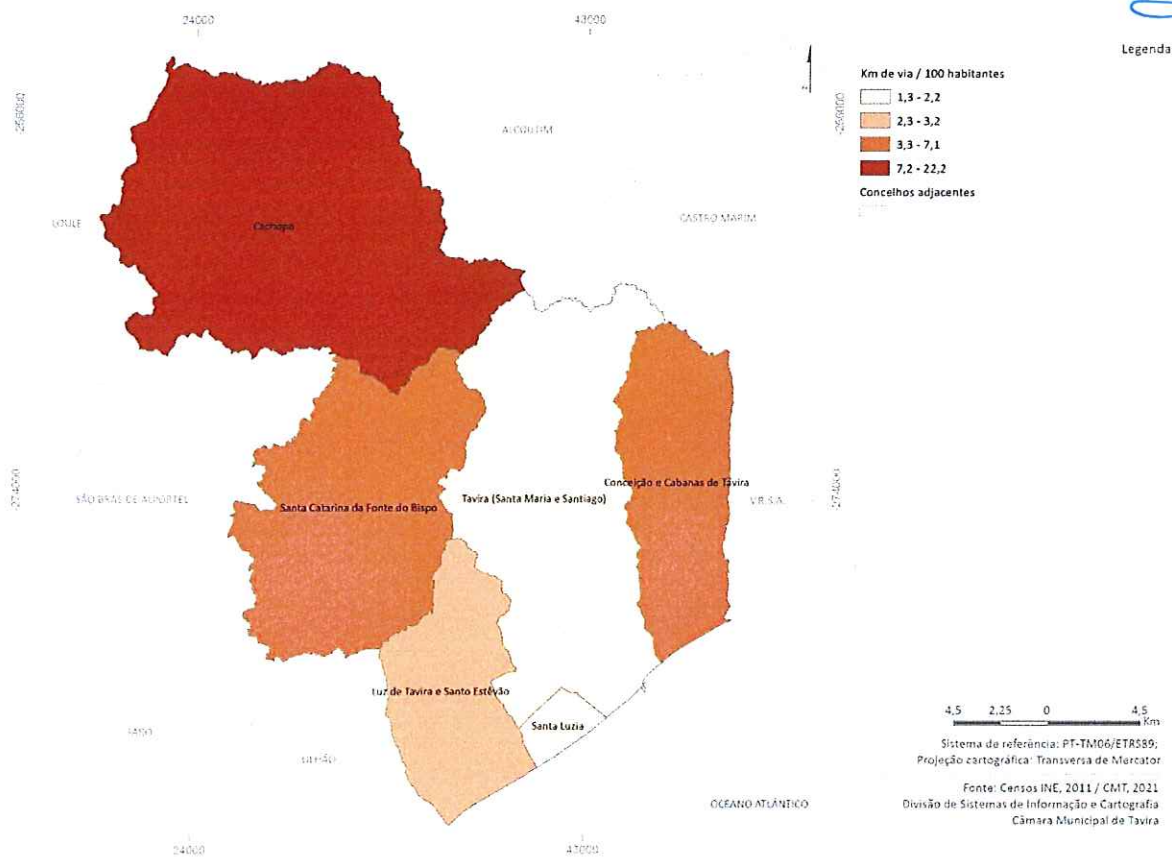 24000 43000
Legenda
Km de via / 100 habitantes
1,3 - 2,2
2,3 - 3,2
3,3 - 7,1
7,2 - 22,2
Concelhos adjacentes
ALCOUTIM
LOULÉ
CASTRO MARIM
Cachopo
SÃO BRÁS DE ALPORTEL
Santa Catarina da Fonte do Bispo
Tavira (Santa Maria e Santiago)
Conceição e Cabanas de Tavira
V.R.S.A.
-274000
-274000
Luz de Tavira e Santo Estêvão
Santa Luzia
FARO
OLHÃO
OCEANO ATLÂNTICO
4,5 2,25 0 4,5
Km
Sistema de referência: PT-TM06/ETRS89;
Projeção cartográfica: Transversa de Mercator
Fonte: Censos INE, 2011 / CMT, 2021
Divisão de Sistemas de Informação e Cartografia
Câmara Municipal de Tavira
24000 43000